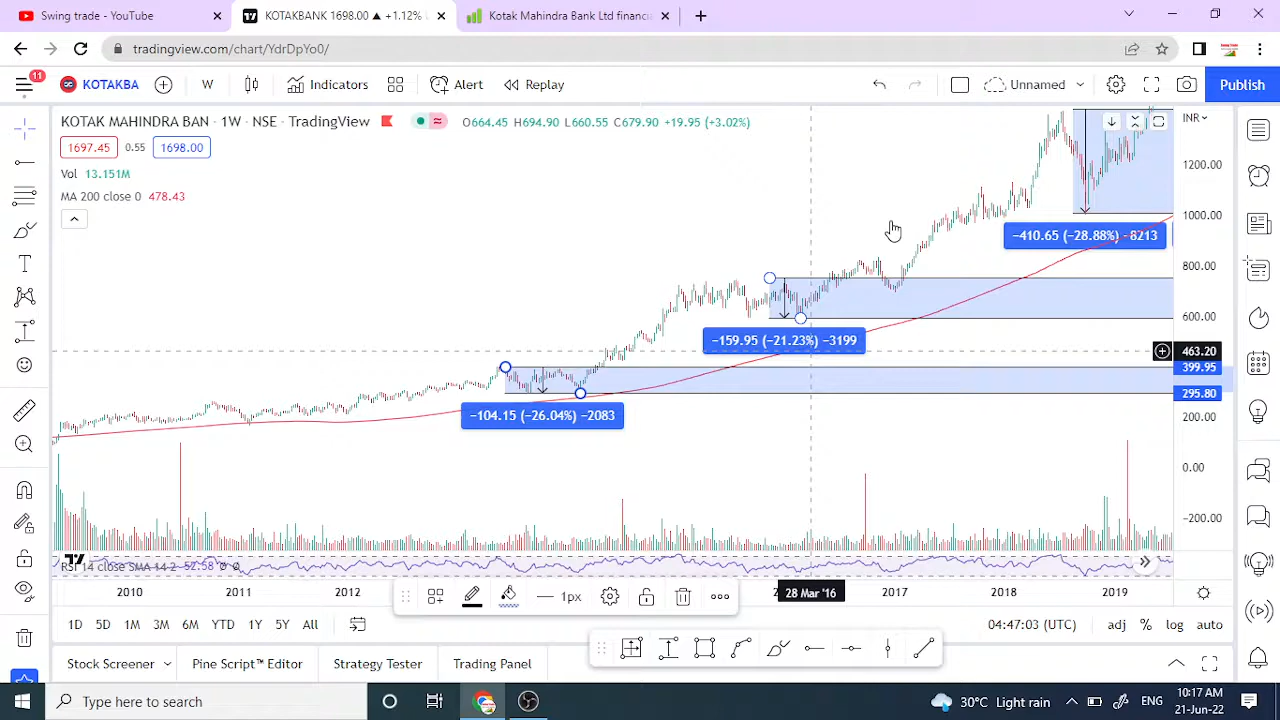 Swing trade - YouTube
KOTAKBANK 1698.00 ▲ +1.12%
Kotak Mahindra Bank Ltd financi
tradingview.com/chart/YdrDpYo0/
11
KOTAKBA
W
Indicators
Alert
Replay
Unnamed
Publish
KOTAK MAHINDRA BAN · 1W · NSE · TradingView
O664.45 H694.90 L660.55 C679.90 +19.95 (+3.02%)
INR
1697.45
0.55
1698.00
Vol 13.151M
MA 200 close 0 478.43
1200.00
1000.00
800.00
600.00
463.20
399.95
295.80
200.00
0.00
−200.00
−410.65 (−28.88%) −8213
−159.95 (−21.23%) −3199
−104.15 (−26.04%) −2083
RSI 14 close SMA 14 2 52.58 0 0
2010
2011
2012
28 Mar '16
2017
2018
2019
1px
1D 5D 1M 3M 6M YTD 1Y 5Y All
04:47:03 (UTC)
adj % log auto
Stock Screener
Pine Script™ Editor
Strategy Tester
Trading Panel
Type here to search
30°C Light rain
ENG
10:17 AM
21-Jun-22